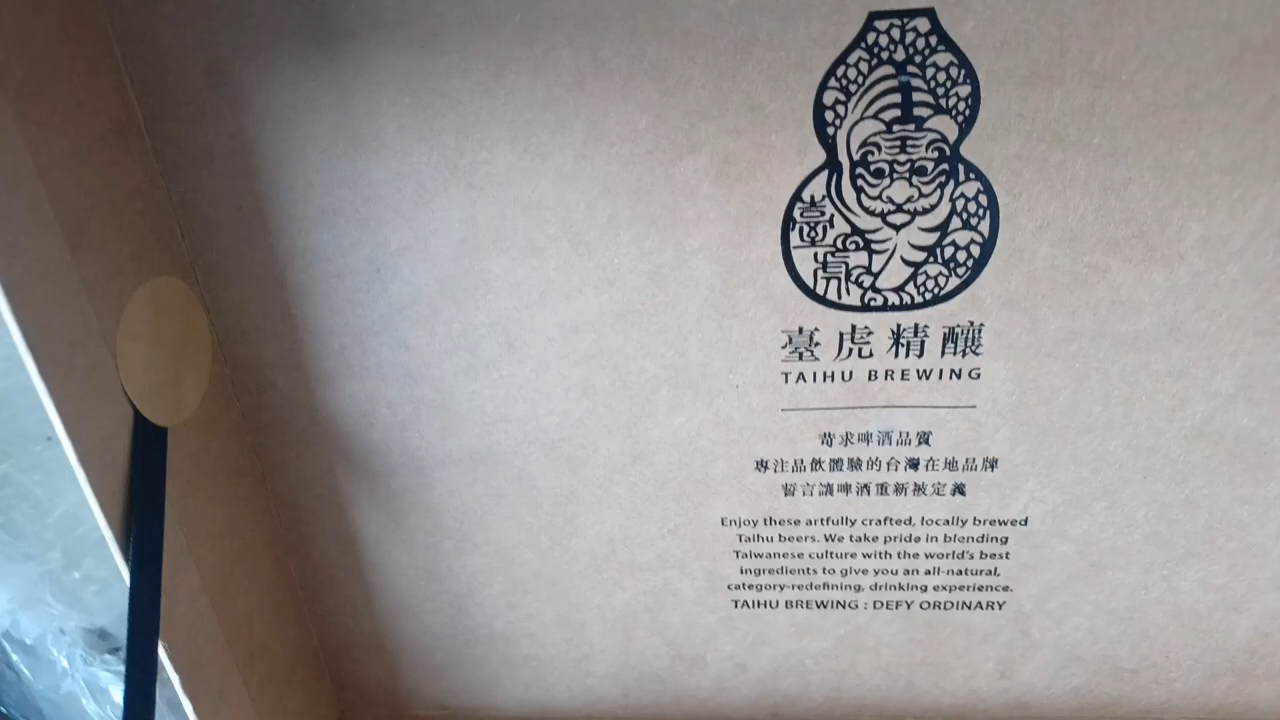 臺虎
臺虎精釀
TAIHU BREWING
苛求啤酒品質
專注品飲體驗的台灣在地品牌
誓言讓啤酒重新被定義
Enjoy these artfully crafted, locally brewed
Taihu beers. We take pride in blending
Taiwanese culture with the world's best
ingredients to give you an all-natural,
category-redefining, drinking experience.
TAIHU BREWING : DEFY ORDINARY